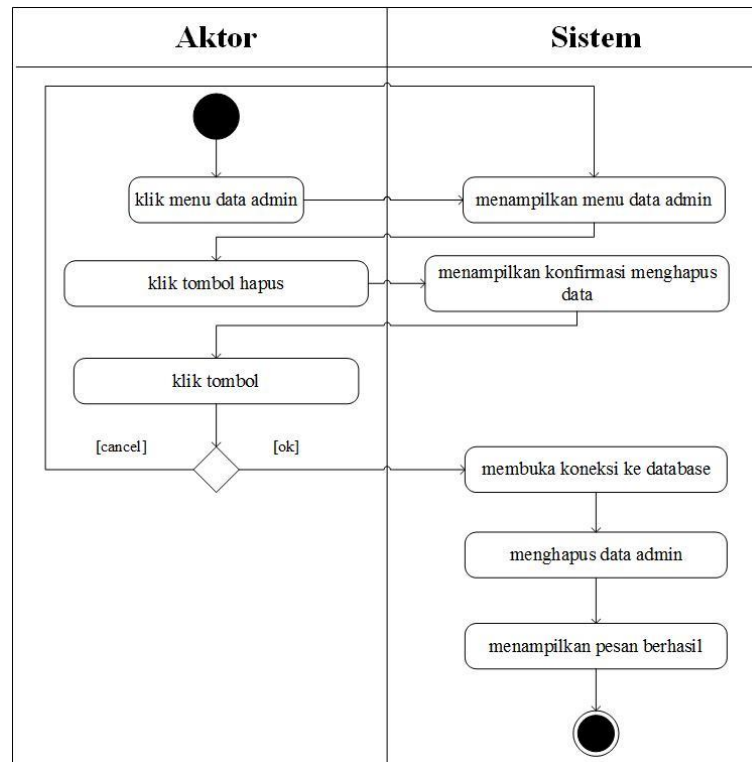 Aktor
Sistem
klik menu data admin
menampilkan menu data admin
klik tombol hapus
menampilkan konfirmasi menghapus
data
klik tombol
[cancel]
[ok]
membuka koneksi ke database
menghapus data admin
menampilkan pesan berhasil